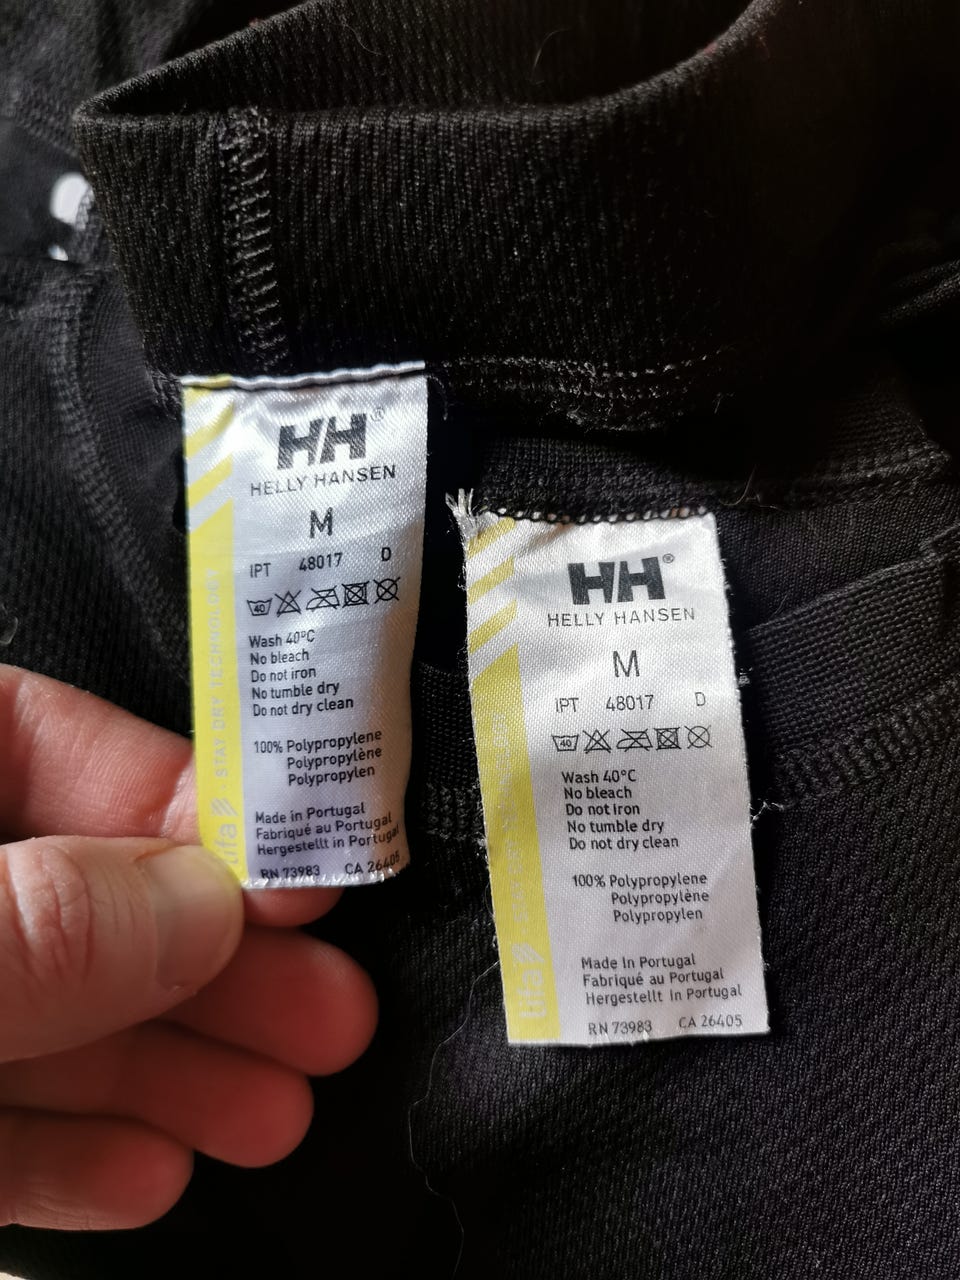 HH®
HELLY HANSEN
M
IPT 48017 D
40
Wash 40°C
No bleach
Do not iron
No tumble dry
Do not dry clean
100% Polypropylene
Polypropylène
Polypropylen
Made in Portugal
Fabriqué au Portugal
Hergestellt in Portugal
RN 73983 CA 26405
lifa STAY DRY TECHNOLOGY
HH®
HELLY HANSEN
M
IPT 48017 D
40
Wash 40°C
No bleach
Do not iron
No tumble dry
Do not dry clean
100% Polypropylene
Polypropylène
Polypropylen
Made in Portugal
Fabriqué au Portugal
Hergestellt in Portugal
RN 73983 CA 26405
lifa STAY DRY TECHNOLOGY